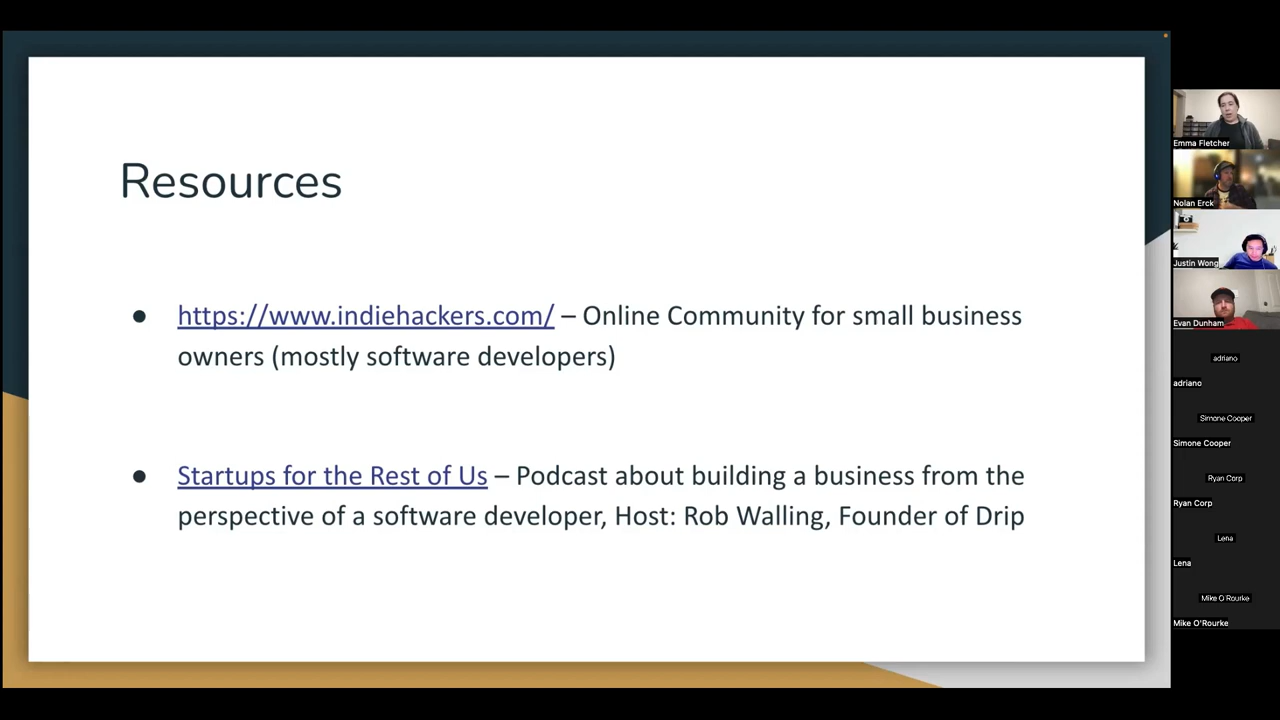 Resources
● https://www.indiehackers.com/ – Online Community for small business
owners (mostly software developers)
● Startups for the Rest of Us – Podcast about building a business from the
perspective of a software developer, Host: Rob Walling, Founder of Drip
Emma Fletcher
Nolan Erck
Justin Wong
Evan Dunham
adriano
adriano
Simone Cooper
Simone Cooper
Ryan Corp
Ryan Corp
Lena
Lena
Mike O Rourke
Mike O'Rourke